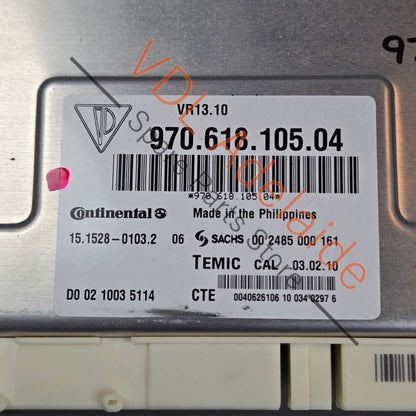 97
VR13.10
970.618.105.04
*970.618.105.04*
Continental
Made in the Philippines
15.1528-0103.2 06 SACHS 00 2485 000 161
TEMIC CAL 03.02.10
D0 02 1003 5114 CTE 0040626106 10 034 0297 6
VDL Adelaide
Spare Parts Store